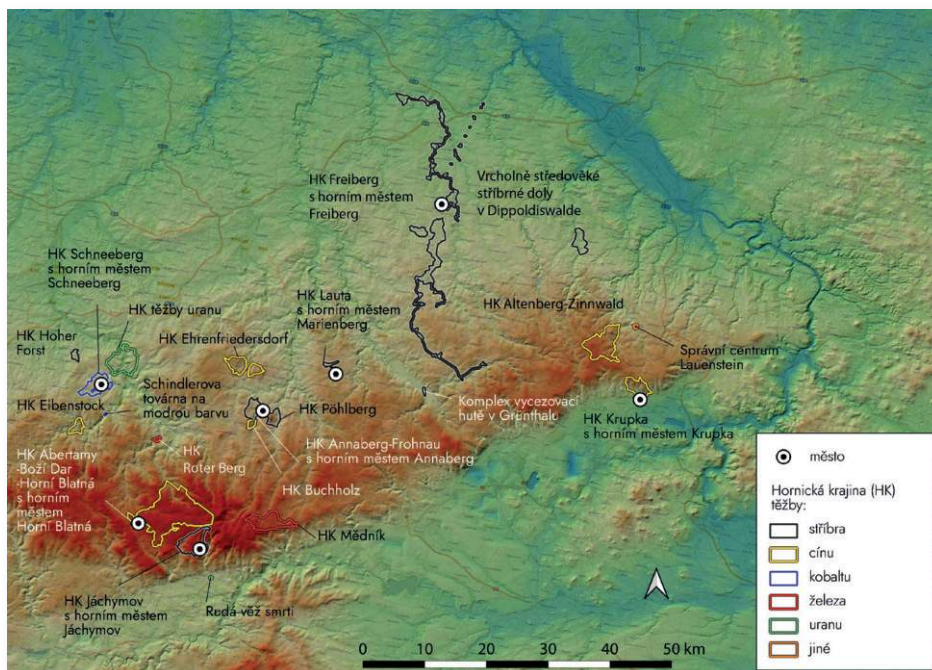 HK Freiberg
s horním městem
Freiberg
Vrcholně středověké
stříbrné doly
v Dippoldiswalde
HK Schneeberg
s horním městem
Schneeberg
HK těžby uranu
HK Lauta
s horním městem
Marienberg
HK Altenberg-Zinnwald
HK Hoher
Forst
HK Ehrenfriedersdorf
Správní centrum
Lauenstein
Schindlerova
továrna na
modrou barvu
HK Eibenstock
HK Pöhlberg
Komplex vycezovací
hutě v Grünthalu
HK Krupka
s horním městem Krupka
HK Annaberg-Frohnau
s horním městem Annaberg
HK
Roter Berg
HK Abertamy
-Boží Dar
-Horní Blatná
s horním
městem
Horní Blatná
HK Buchholz
HK Mědník
HK Jáchymov
s horním městem
Jáchymov
Rudá věž smrti
město
Hornická krajina (HK)
těžby:
stříbra
cínu
kobaltu
železa
uranu
jiné
0 10 20 30 40 50 km